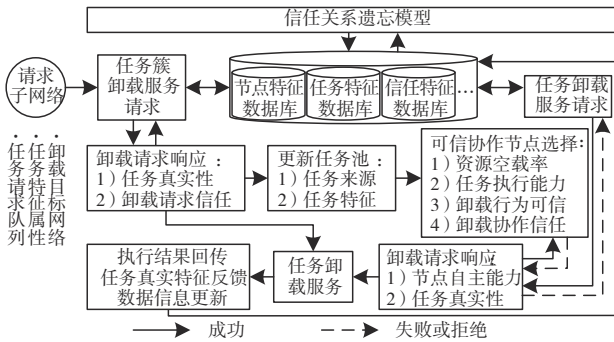 信任关系遗忘模型
请求
子网络
任务簇
卸载服务
请求
节点特征
数据库
任务特征
数据库
信任特征
数据库
…
任务卸载
服务请求
·任务请求队列
·任务特征属性
·卸载目标网络
卸载请求响应：
1）任务真实性
2）卸载请求信任
更新任务池：
1）任务来源
2）任务特征
可信协作节点选择：
1）资源空载率
2）任务执行能力
3）卸载行为可信
4）卸载协作信任
执行结果回传
任务真实特征反馈
数据信息更新
任务卸
载服务
卸载请求响应：
1）节点自主能力
2）任务真实性
成功
失败或拒绝